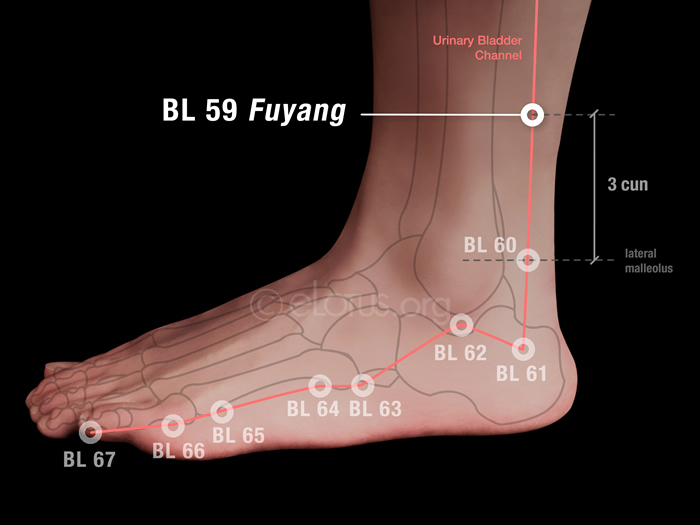 Urinary Bladder
Channel
BL 59 Fuyang
3 cun
BL 60
lateral
malleolus
© eLotus.org
BL 62
BL 61
BL 64
BL 63
BL 65
BL 66
BL 67